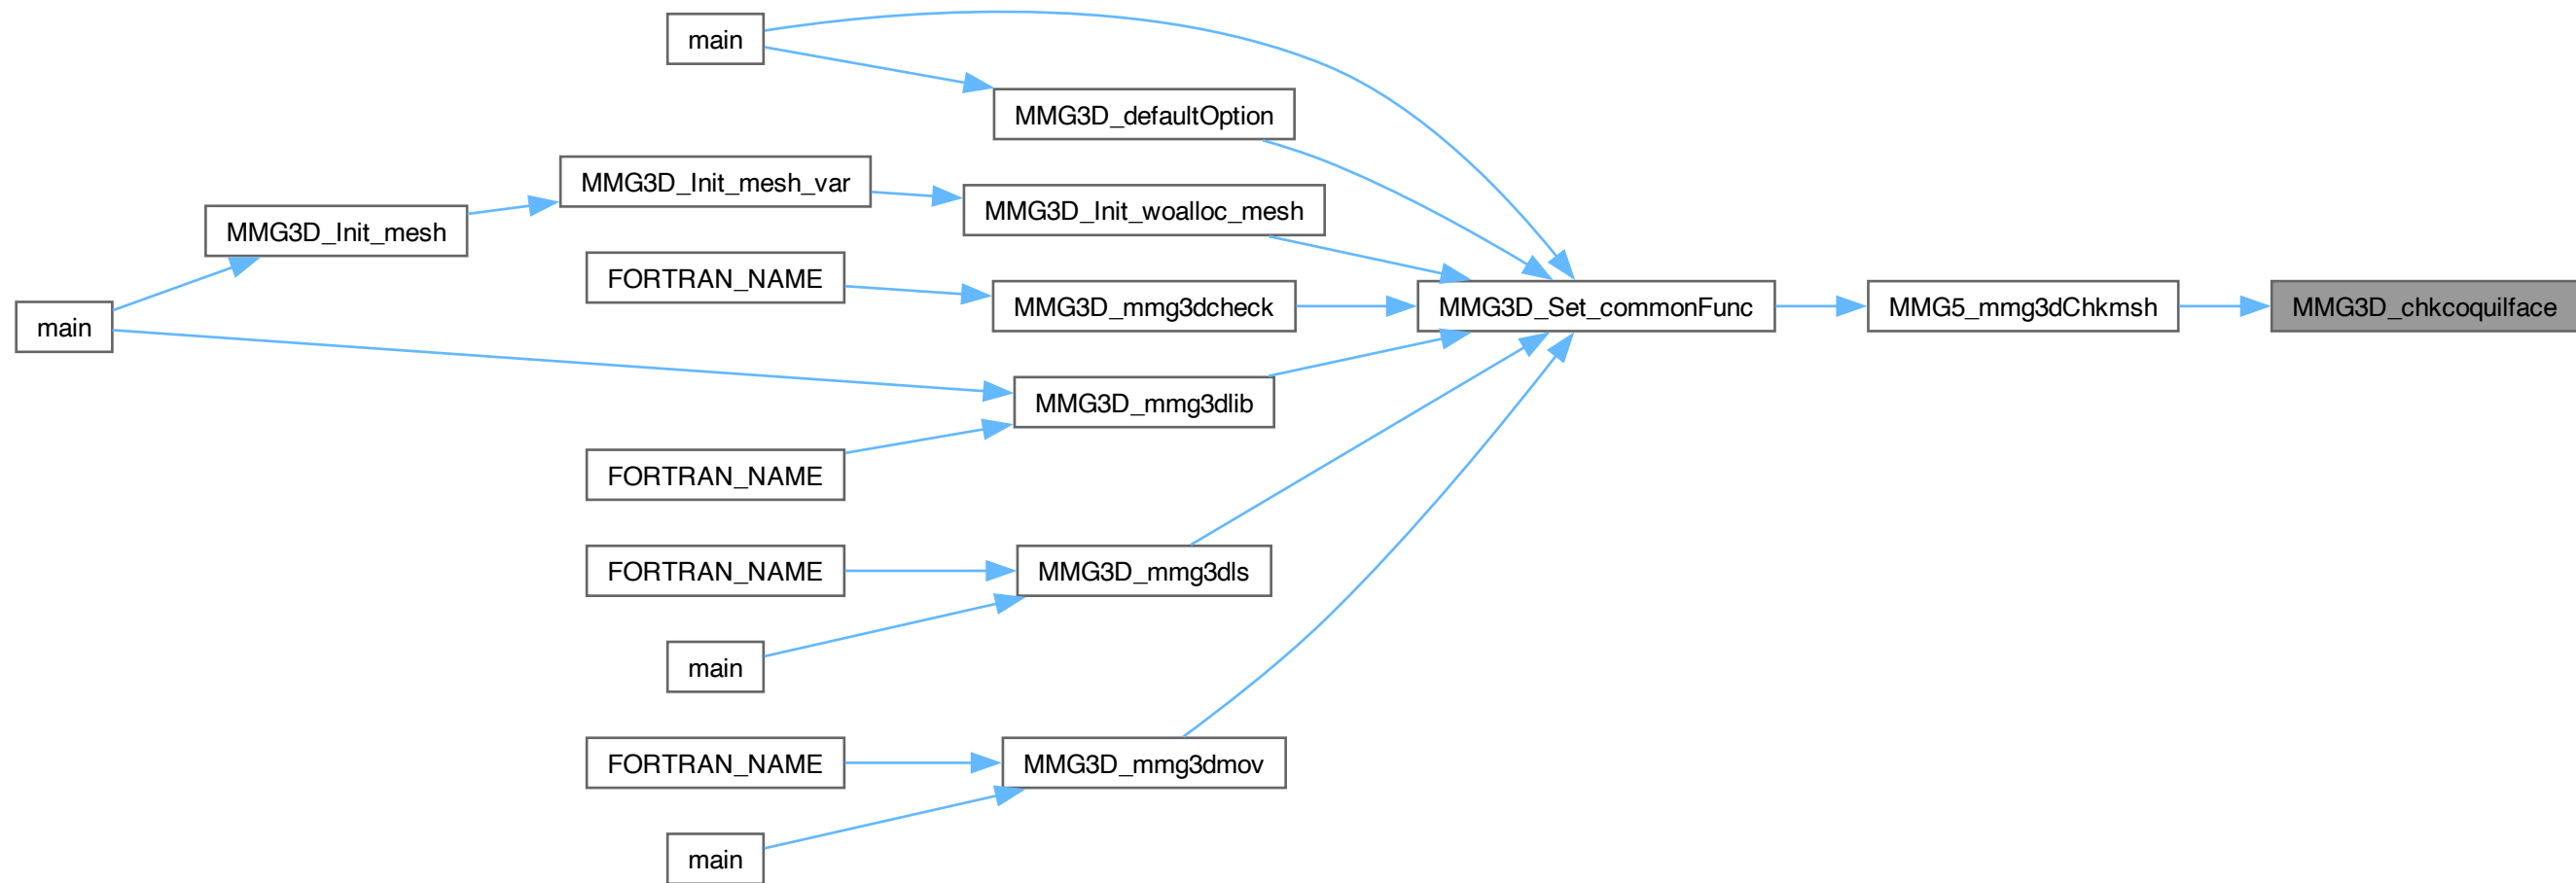 main
MMG3D_defaultOption
MMG3D_Init_mesh_var
MMG3D_Init_woalloc_mesh
MMG3D_Init_mesh
FORTRAN_NAME
MMG3D_mmg3dcheck
MMG3D_Set_commonFunc
MMG5_mmg3dChkmsh
MMG3D_chkcoquilface
main
MMG3D_mmg3dlib
FORTRAN_NAME
FORTRAN_NAME
MMG3D_mmg3dls
main
FORTRAN_NAME
MMG3D_mmg3dmov
main